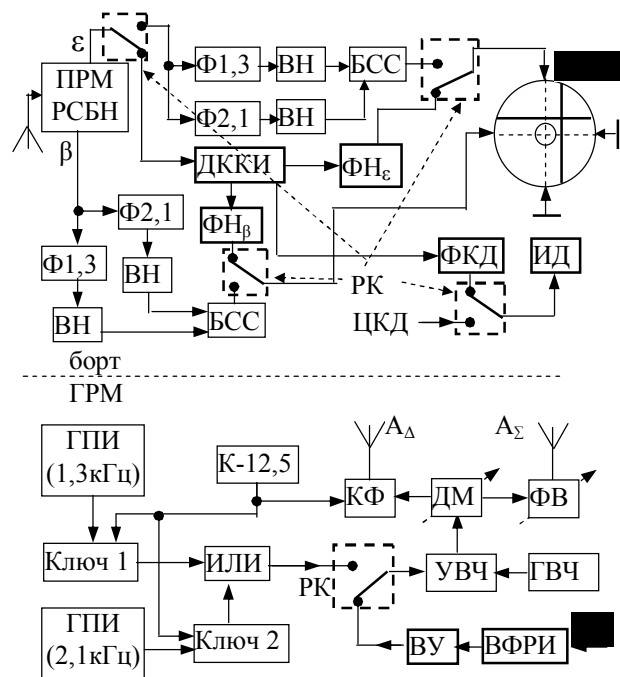 ε
ПРМ
РСБН
β
Ф1,3
ВН
БСС
Ф2,1
ВН
ДККИ
ФНε
ФНβ
Ф2,1
Ф1,3
ВН
ВН
БСС
РК
ФКД
ИД
ЦКД
борт
ГРМ
ГПИ
(1,3кГц)
К-12,5
АΔ
АΣ
КФ
ДМ
ФВ
Ключ 1
ИЛИ
РК
УВЧ
ГВЧ
ГПИ
(2,1кГц)
Ключ 2
ВУ
ВФРИ